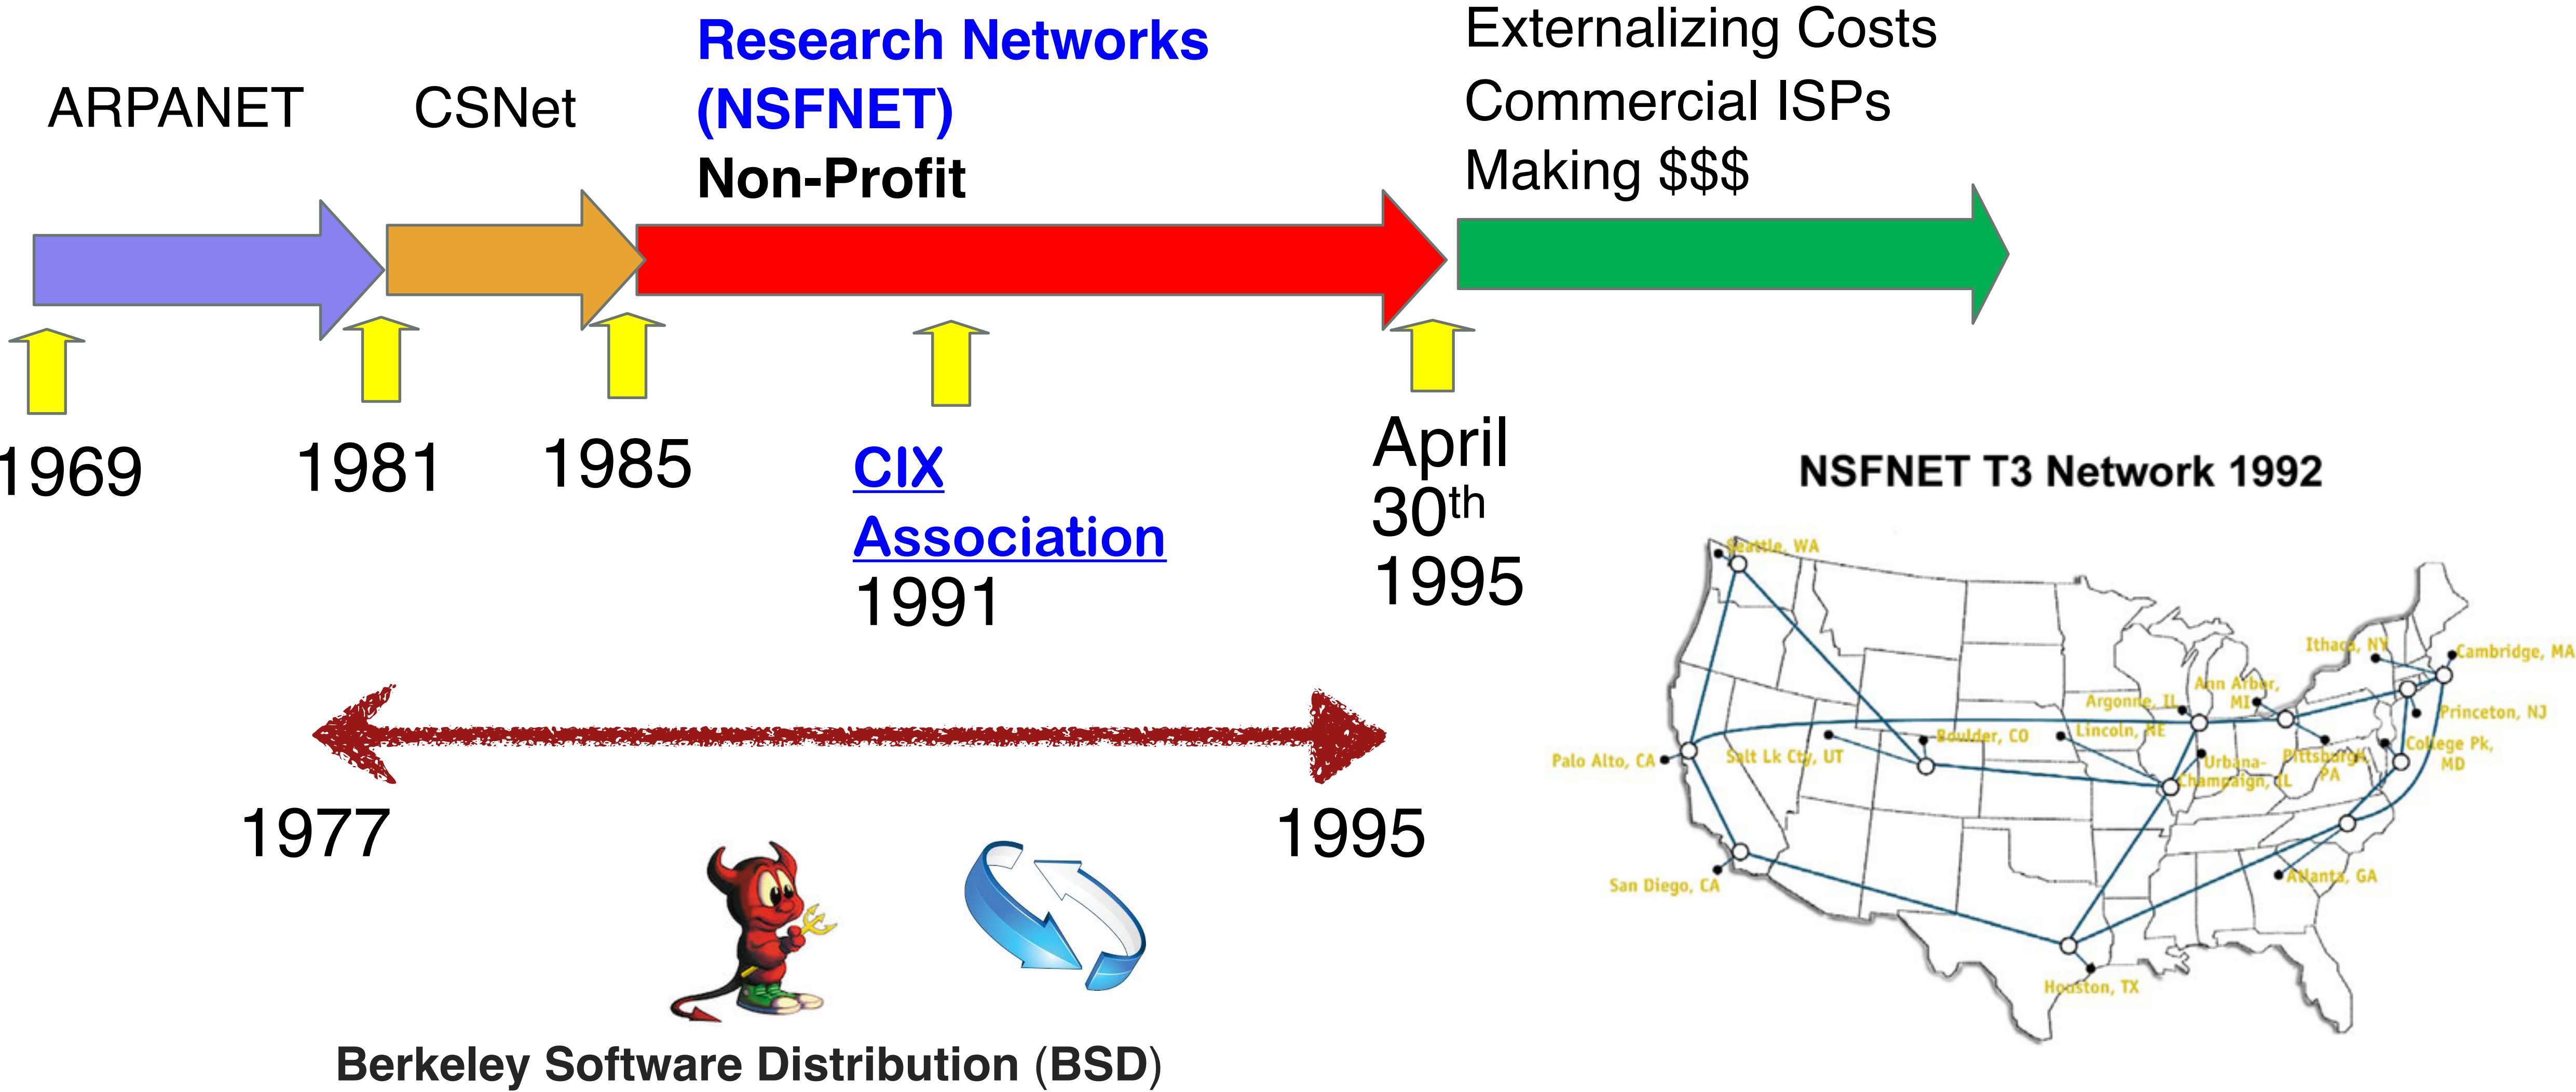 ARPANET
CSNet
Research Networks
(NSFNET)
Non-Profit
Externalizing Costs
Commercial ISPs
Making $$$
1969
1981
1985
CIX
Association
1991
April
30th
1995
1977
1995
Berkeley Software Distribution (BSD)
NSFNET T3 Network 1992
Seattle, WA
Ithaca, NY
Cambridge, MA
Ann Arbor,
MI
Argonne, IL
Princeton, NJ
Lincoln, NE
Boulder, CO
College Pk,
MD
Palo Alto, CA
Salt Lk Cty, UT
Urbana-
Champaign, IL
Pittsburgh,
PA
San Diego, CA
Atlanta, GA
Houston, TX